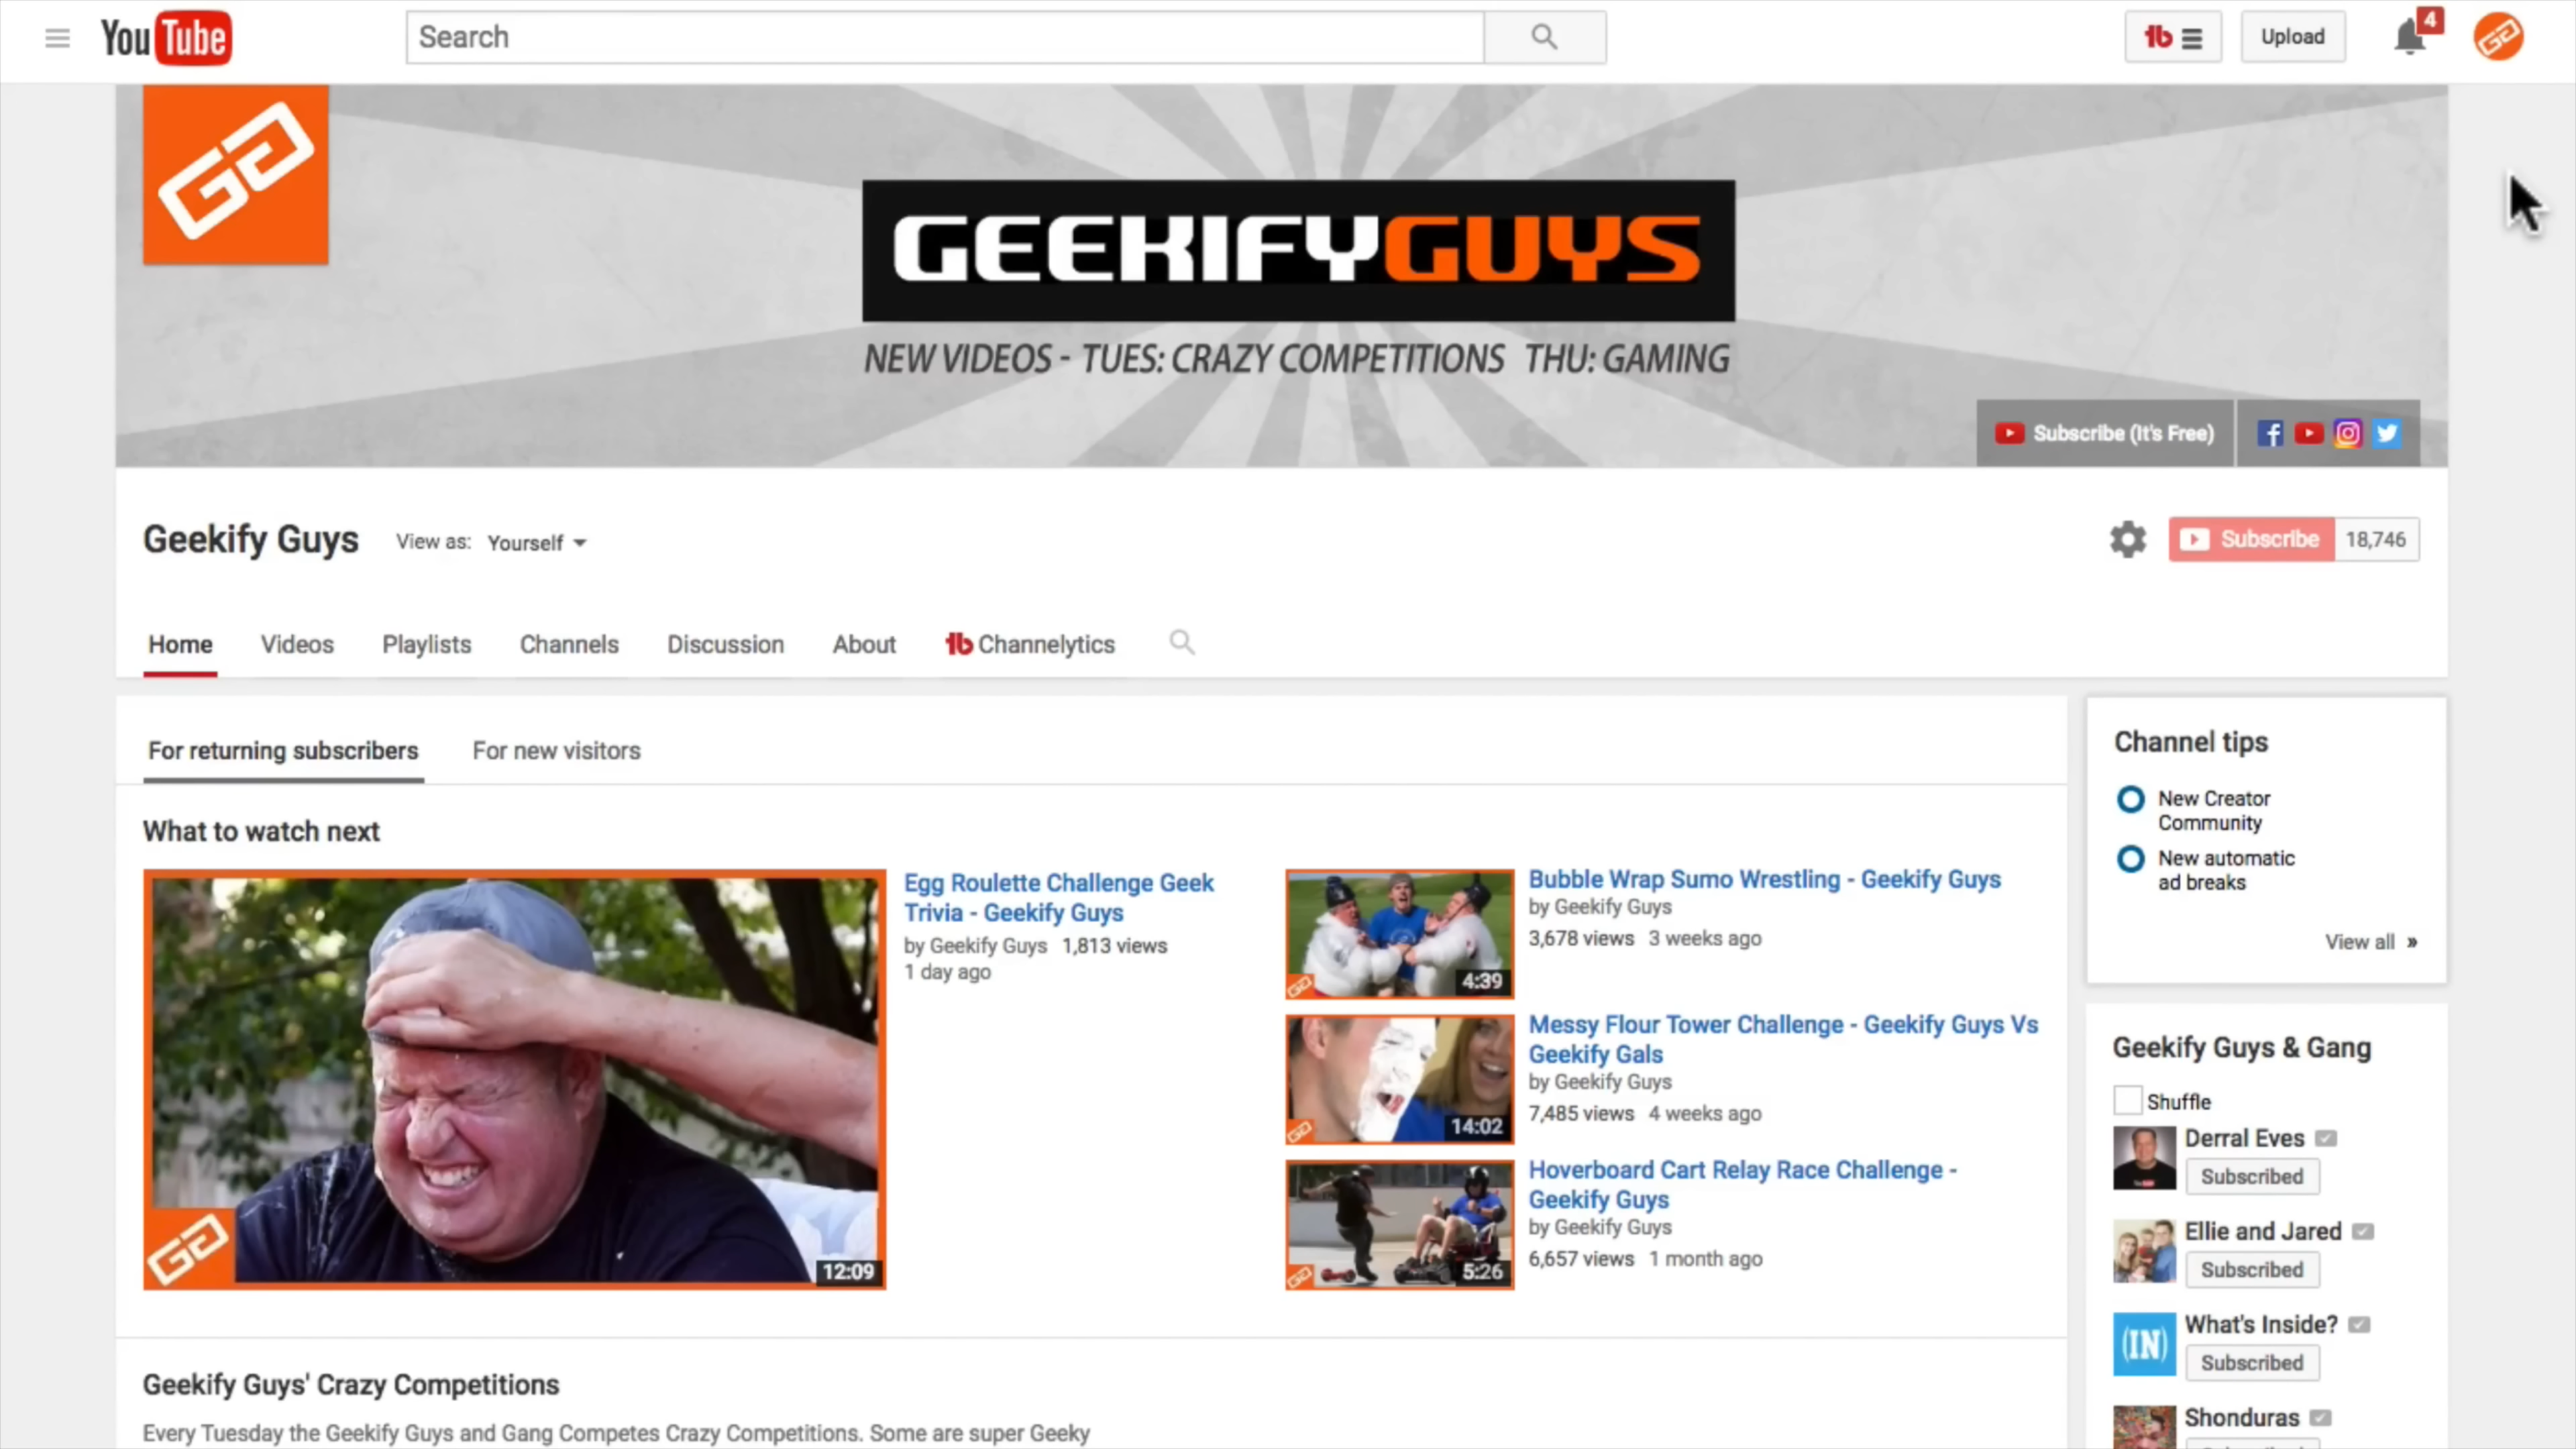 YouTube
Search
tb
Upload
4
GEEKIFYGUYS
NEW VIDEOS - TUES: CRAZY COMPETITIONS THU: GAMING
Subscribe (It's Free)
Geekify Guys
View as: Yourself
Subscribe 18,746
Home Videos Playlists Channels Discussion About tb Channelytics
For returning subscribers For new visitors
What to watch next
12:09
Egg Roulette Challenge Geek
Trivia - Geekify Guys
by Geekify Guys 1,813 views
1 day ago
4:39
Bubble Wrap Sumo Wrestling - Geekify Guys
by Geekify Guys
3,678 views 3 weeks ago
14:02
Messy Flour Tower Challenge - Geekify Guys Vs
Geekify Gals
by Geekify Guys
7,485 views 4 weeks ago
5:26
Hoverboard Cart Relay Race Challenge -
Geekify Guys
by Geekify Guys
6,657 views 1 month ago
Geekify Guys' Crazy Competitions
Every Tuesday the Geekify Guys and Gang Competes Crazy Competitions. Some are super Geeky
Channel tips
New Creator
Community
New automatic
ad breaks
View all »
Geekify Guys & Gang
Shuffle
Derral Eves
Subscribed
Ellie and Jared
Subscribed
(IN)
What's Inside?
Subscribed
Shonduras